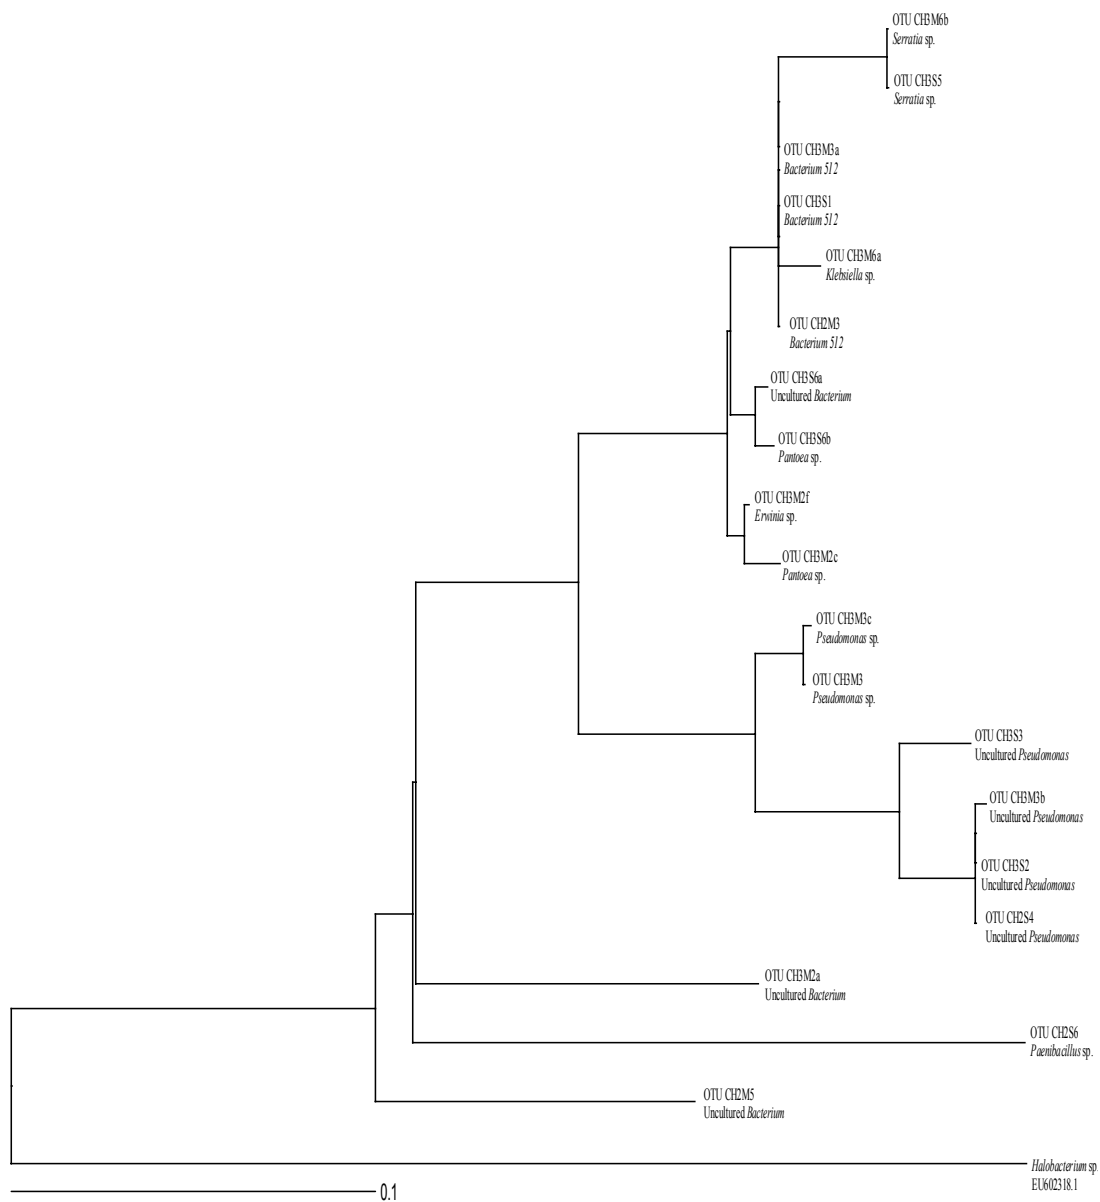 OTU CH3M6b
Serratia sp.
OTU CH3S5
Serratia sp.
OTU CH3M3a
Bacterium 512
OTU CH3S1
Bacterium 512
OTU CH3M6a
Klebsiella sp.
OTU CH2M3
Bacterium 512
OTU CH3S6a
Uncultured Bacterium
OTU CH3S6b
Pantoea sp.
OTU CH3M2f
Erwinia sp.
OTU CH3M2c
Pantoea sp.
OTU CH3M3c
Pseudomonas sp.
OTU CH3M3
Pseudomonas sp.
OTU CH3S3
Uncultured Pseudomonas
OTU CH3M3b
Uncultured Pseudomonas
OTU CH3S2
Uncultured Pseudomonas
OTU CH2S4
Uncultured Pseudomonas
OTU CH3M2a
Uncultured Bacterium
OTU CH2S6
Paenibacillus sp.
OTU CH2M5
Uncultured Bacterium
Halobacterium sp.
EU602318.1
0.1